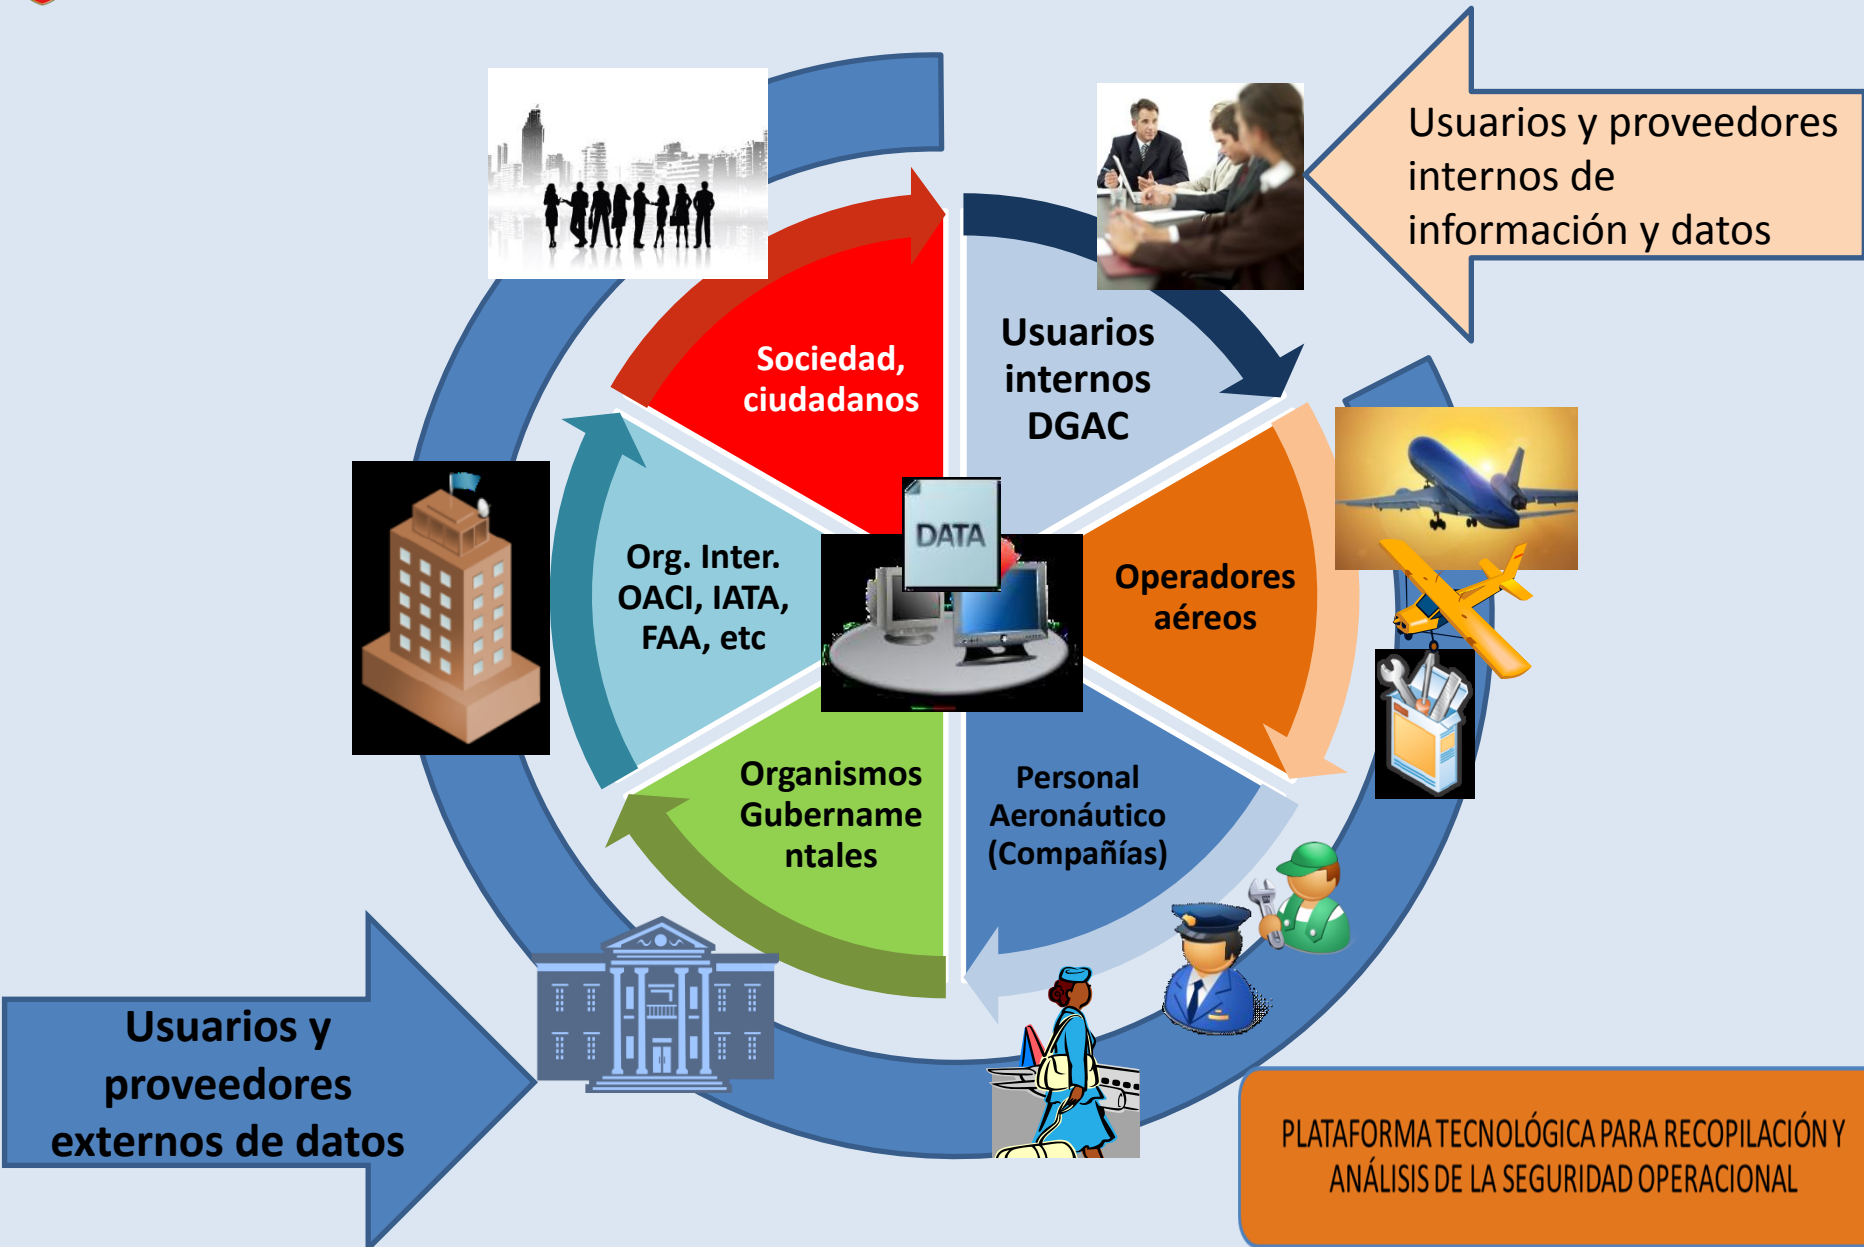 Usuarios y proveedores
internos de
información y datos
Sociedad,
ciudadanos
Usuarios
internos
DGAC
Org. Inter.
OACI, IATA,
FAA, etc
DATA
Operadores
aéreos
Organismos
Gubername
ntales
Personal
Aeronáutico
(Compañías)
Usuarios y
proveedores
externos de datos
PLATAFORMA TECNOLÓGICA PARA RECOPILACIÓN Y
ANÁLISIS DE LA SEGURIDAD OPERACIONAL